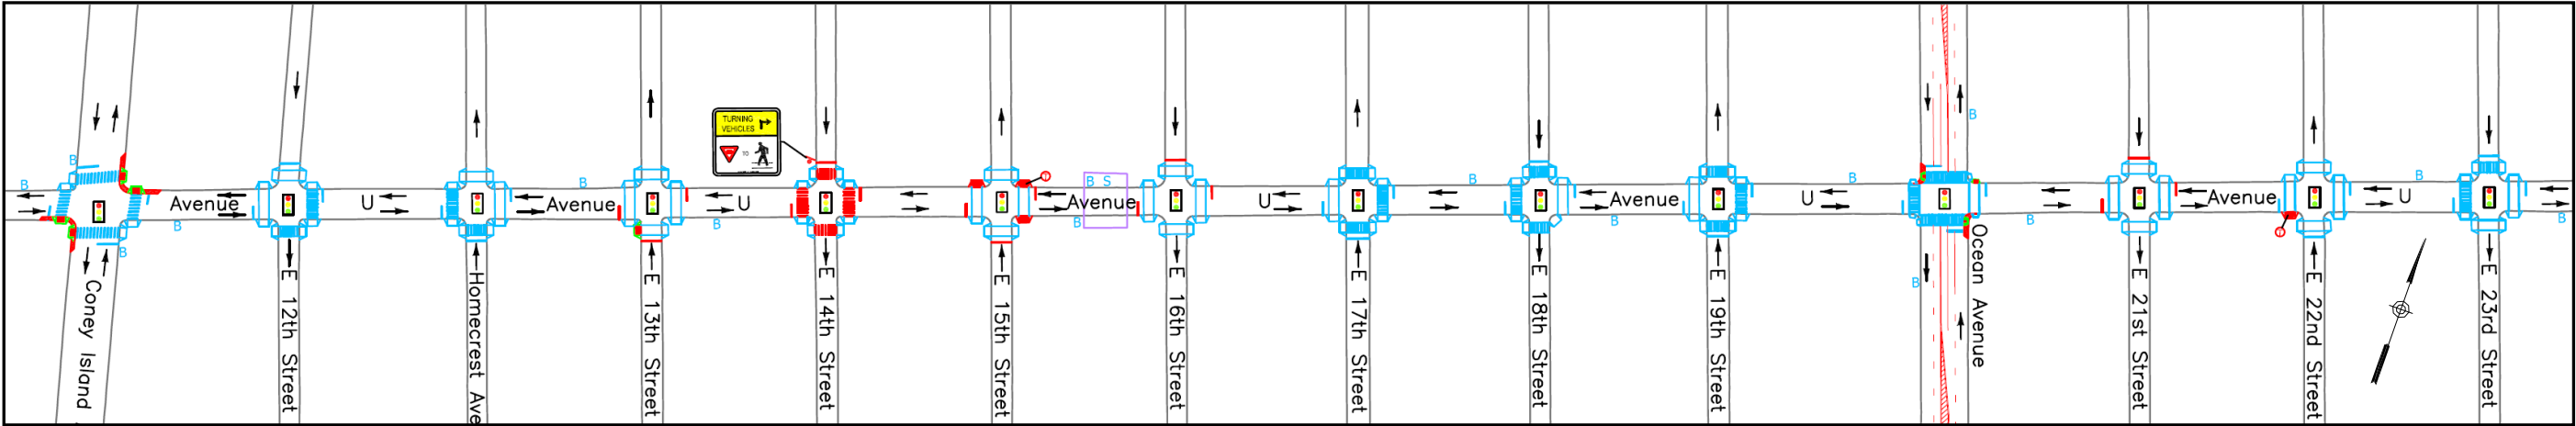 TURNING
VEHICLES
TO
B
B
B
B
B
B S
B
B
B
B
B
B
B
B
B
B
B
B
Avenue
U
Avenue
U
Avenue
U
Avenue
U
Avenue
U
Coney Island
E 12th Street
Homecrest Ave
E 13th Street
E 14th Street
E 15th Street
E 16th Street
E 17th Street
E 18th Street
E 19th Street
Ocean Avenue
E 21st Street
E 22nd Street
E 23rd Street